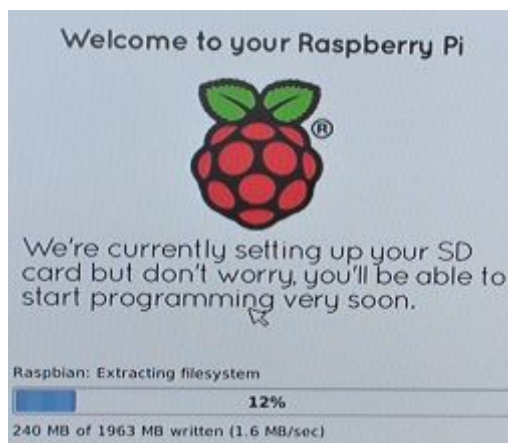 Welcome to your Raspberry Pi
®
We're currently setting up your SD
card but don't worry, you'll be able to
start programming very soon.
Raspbian: Extracting filesystem
12%
240 MB of 1963 MB written (1.6 MB/sec)